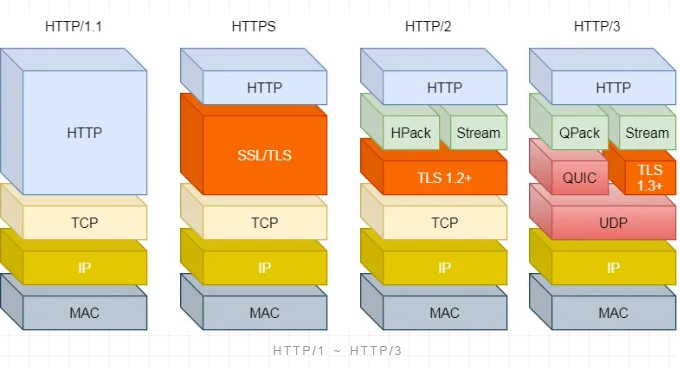 HTTP/1.1 HTTPS HTTP/2 HTTP/3
HTTP HTTP HTTP HTTP
HPack Stream QPack Stream
SSL/TLS
TLS 1.2+ QUIC TLS
1.3+
TCP TCP TCP UDP
IP IP IP IP
MAC MAC MAC MAC
HTTP/1 ~ HTTP/3